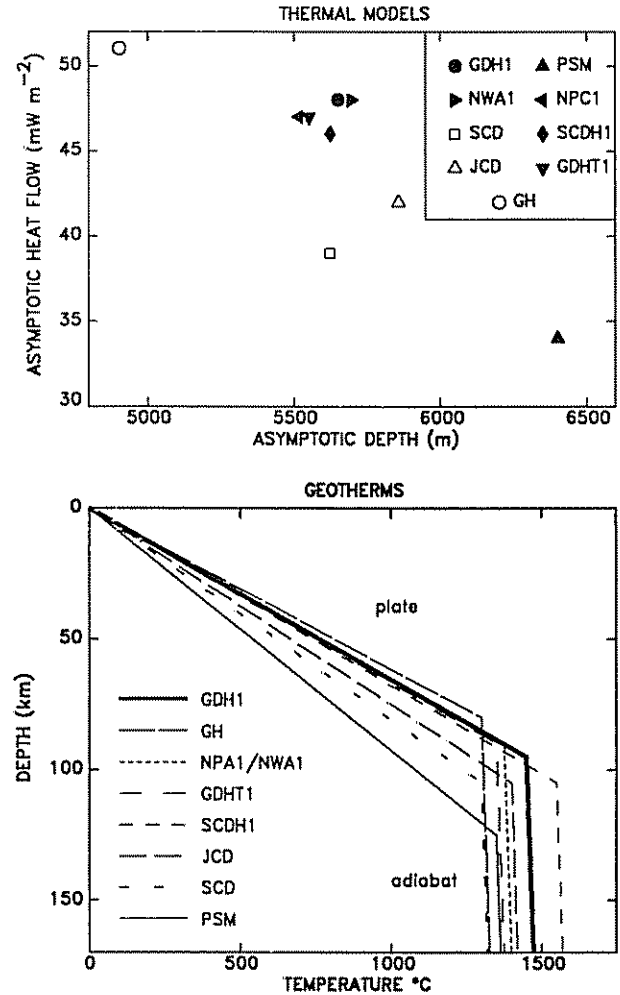 THERMAL MODELS
ASYMPTOTIC HEAT FLOW (mW m−2)
50
45
40
35
30
GDH1 PSM
NWA1 NPC1
SCD SCDH1
JCD GDHT1
GH
5000 5500 6000 6500
ASYMPTOTIC DEPTH (m)
GEOTHERMS
DEPTH (km)
0
50
100
150
plate
GDH1
GH
NPA1/NWA1
GDHT1
SCDH1
JCD
SCD
PSM
adiabat
0 500 1000 1500
TEMPERATURE °C